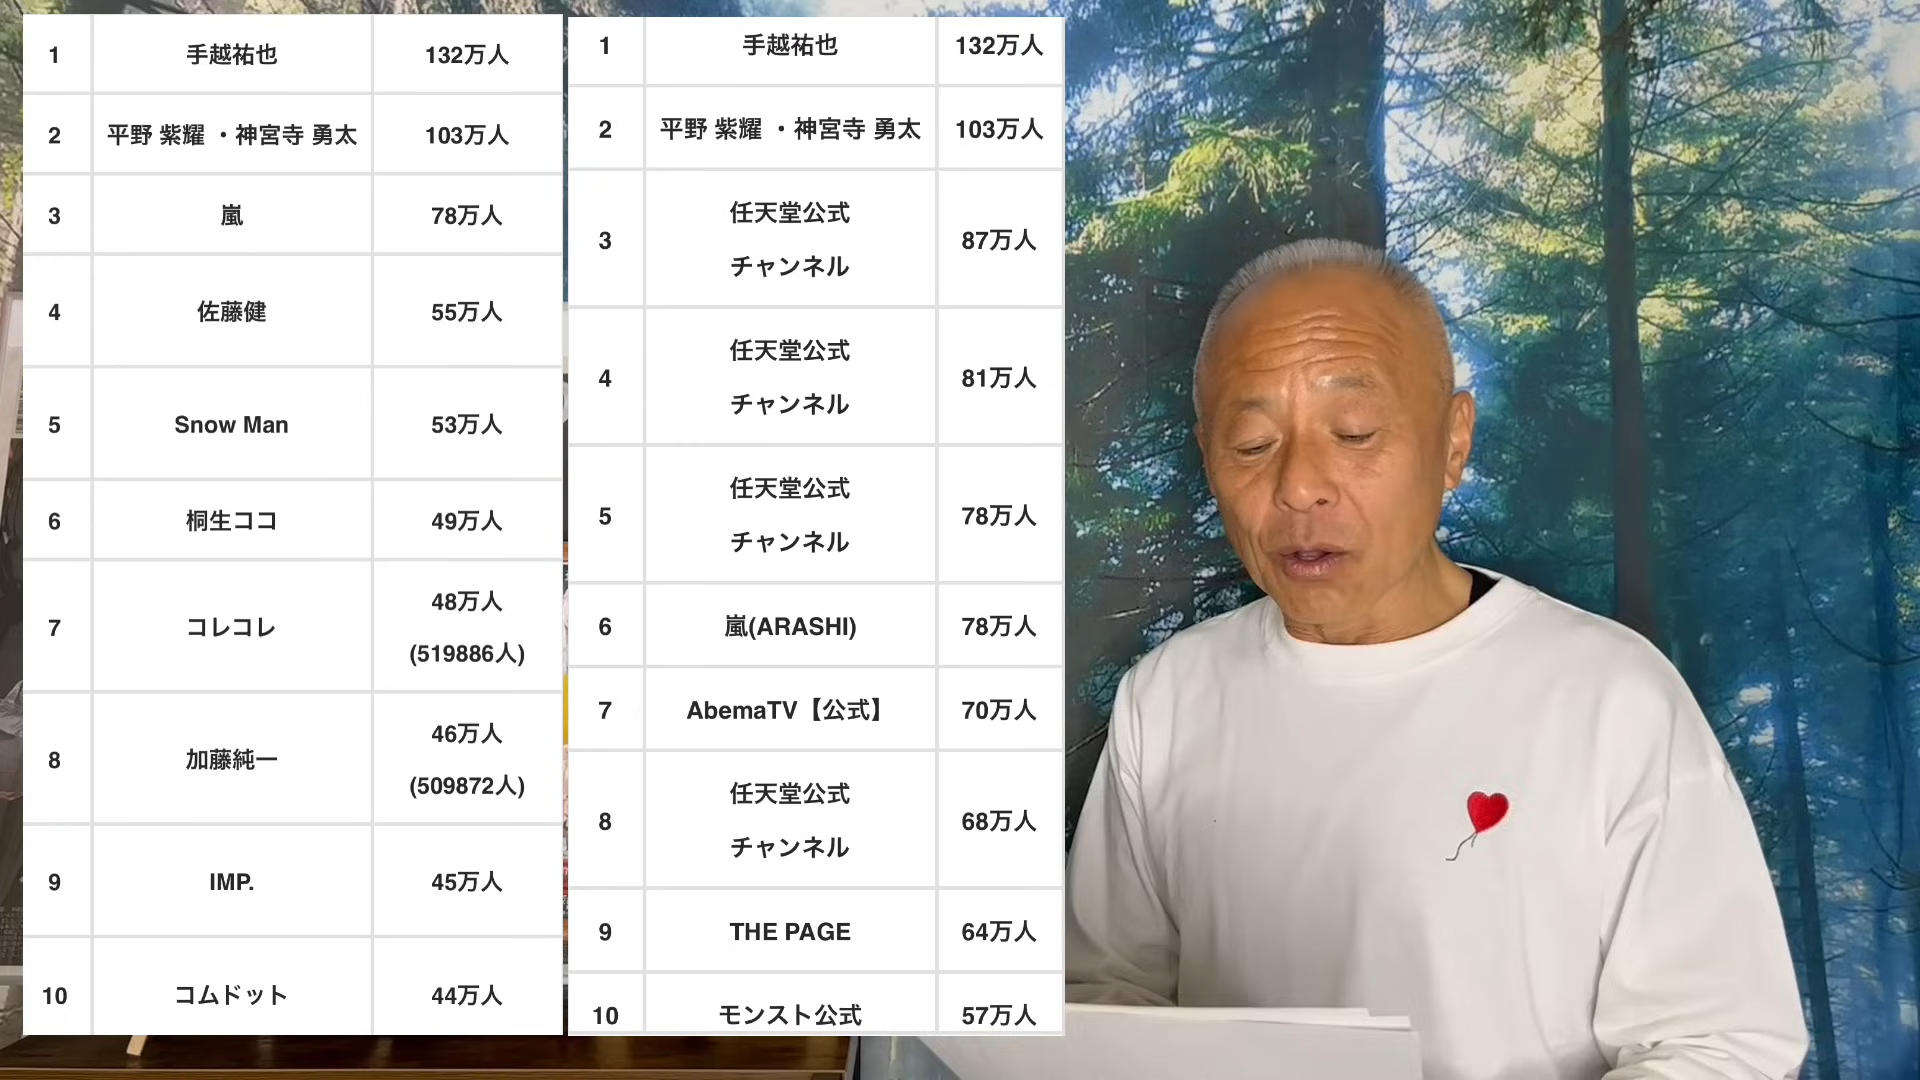 1 手越祐也 132万人
2 平野 紫耀 ・神宮寺 勇太 103万人
3 嵐 78万人
4 佐藤健 55万人
5 Snow Man 53万人
6 桐生ココ 49万人
7 コレコレ 48万人
(519886人)
8 加藤純一 46万人
(509872人)
9 IMP. 45万人
10 コムドット 44万人
1 手越祐也 132万人
2 平野 紫耀 ・神宮寺 勇太 103万人
3 任天堂公式
チャンネル 87万人
4 任天堂公式
チャンネル 81万人
5 任天堂公式
チャンネル 78万人
6 嵐(ARASHI) 78万人
7 AbemaTV【公式】 70万人
8 任天堂公式
チャンネル 68万人
9 THE PAGE 64万人
10 モンスト公式 57万人